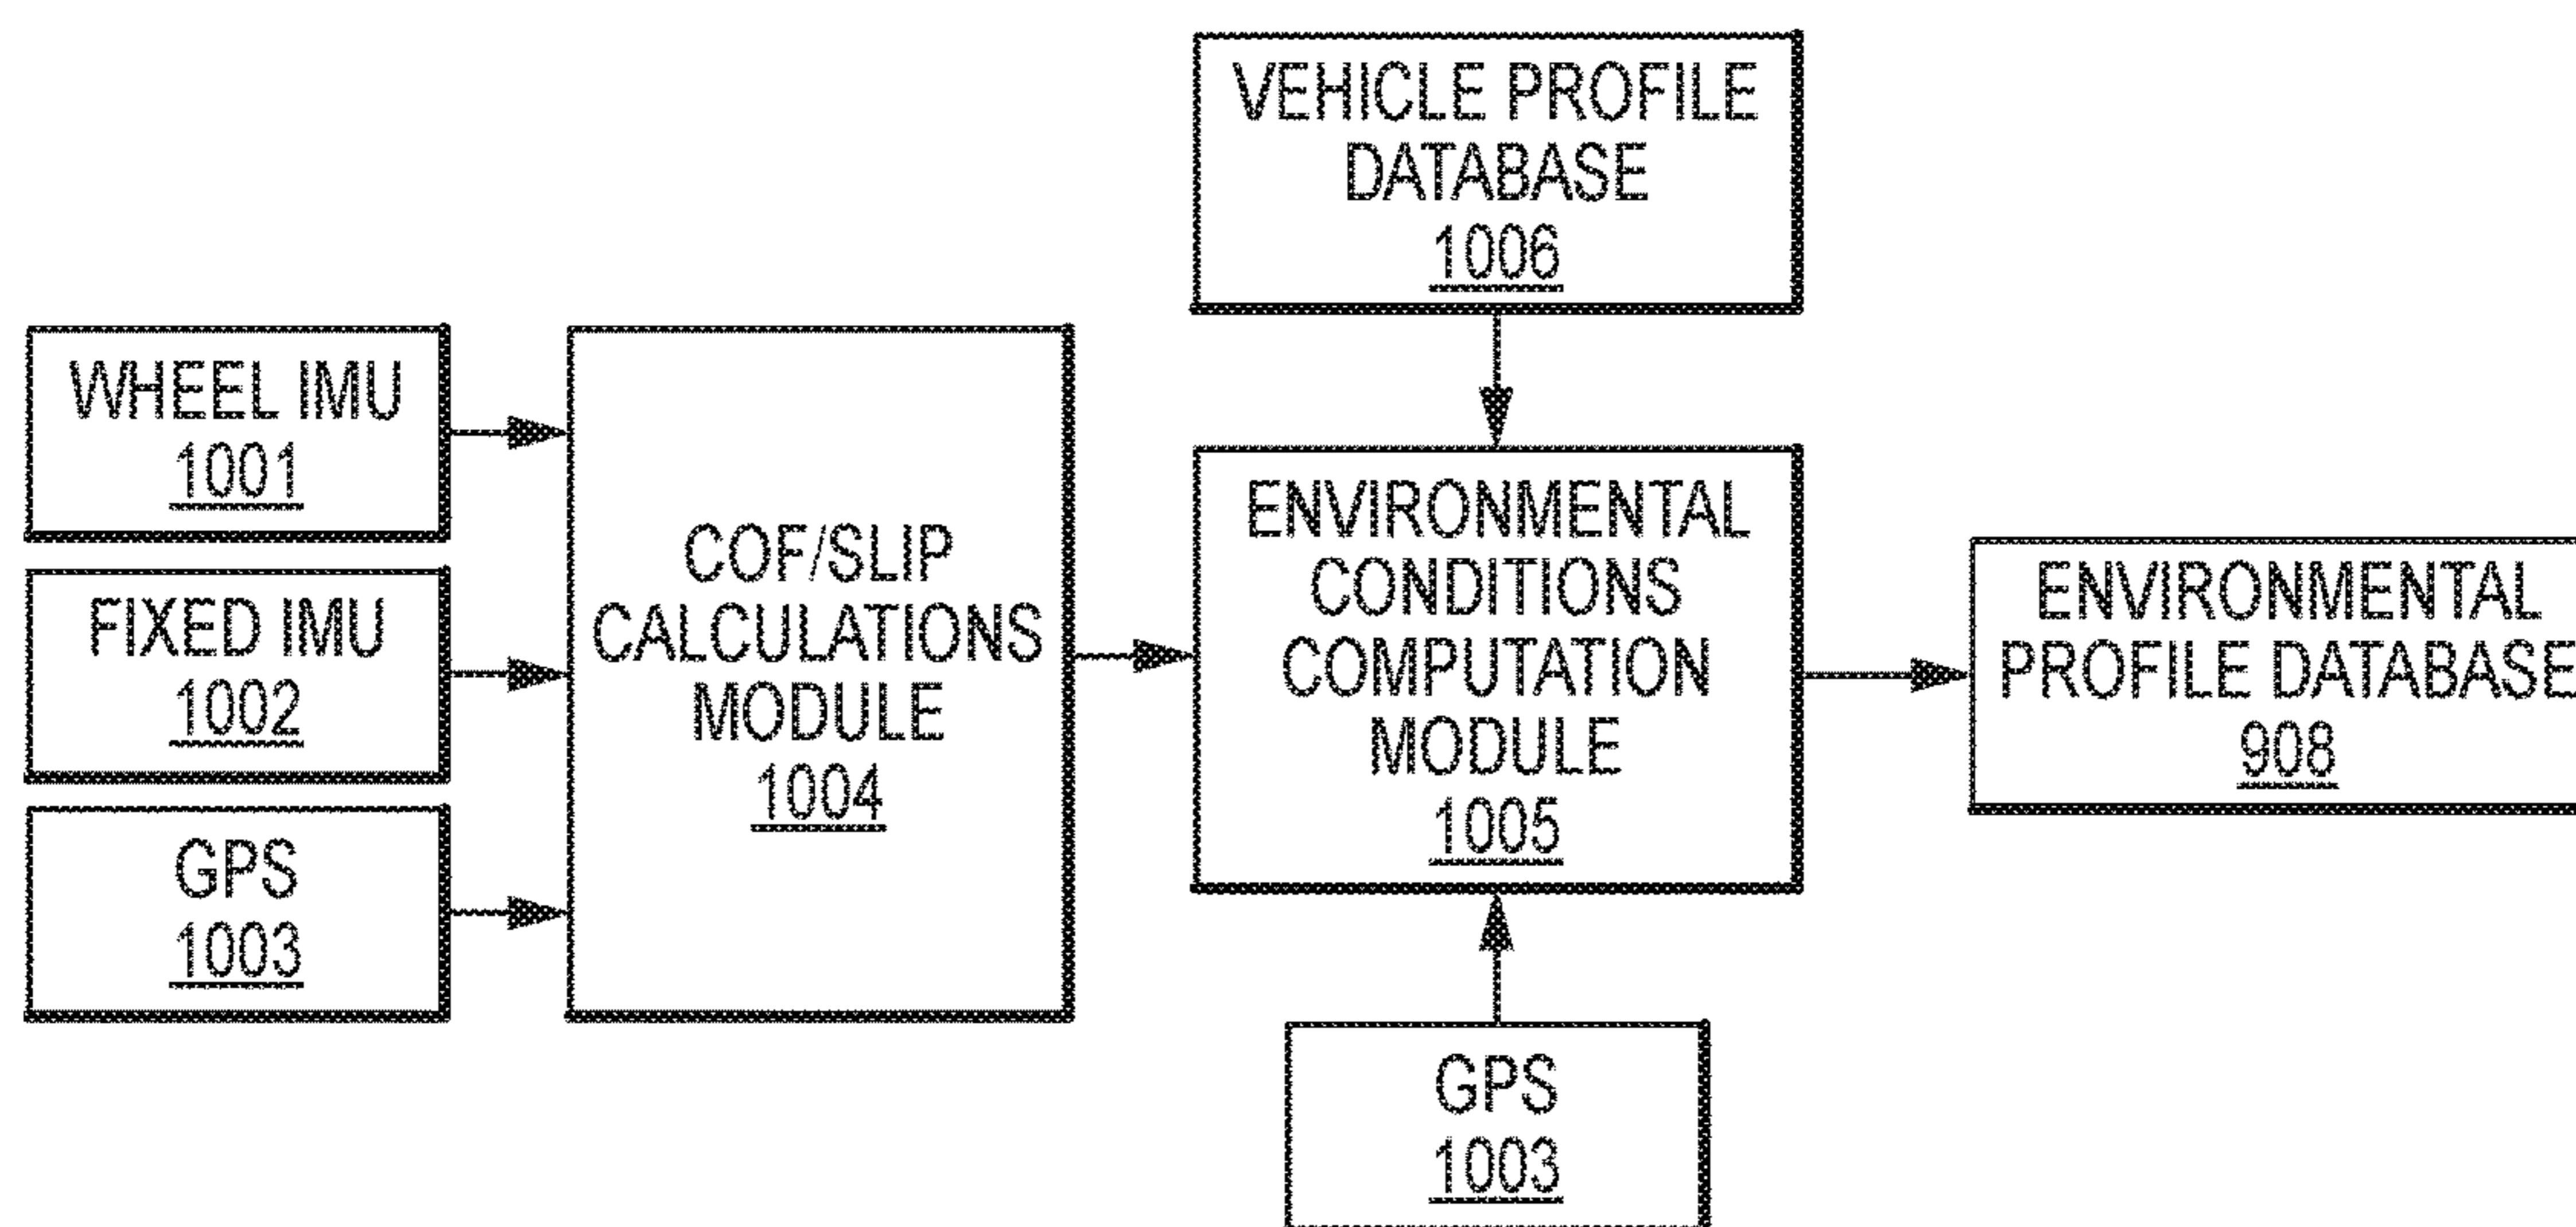 VEHICLE PROFILE
DATABASE
1006
WHEEL IMU
1001
FIXED IMU
1002
GPS
1003
COF/SLIP
CALCULATIONS
MODULE
1004
ENVIRONMENTAL
CONDITIONS
COMPUTATION
MODULE
1005
ENVIRONMENTAL
PROFILE DATABASE
908
GPS
1003